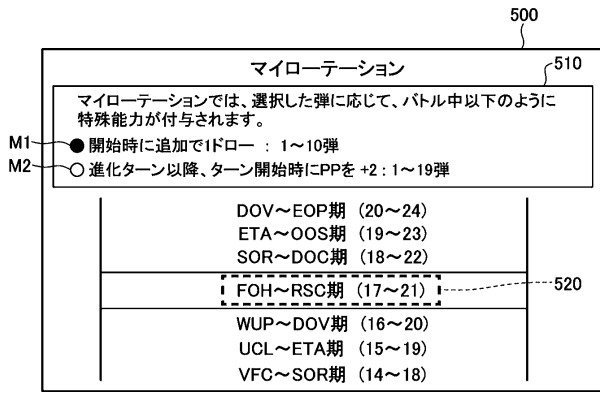 500
マイローテーション
510
マイローテーションでは、選択した弾に応じて、バトル中以下のように
特殊能力が付与されます。
M1 ●開始時に追加で1ドロー : 1～10弾
M2 ○進化ターン以降、ターン開始時にPPを +2 : 1～19弾
DOV～EOP期 (20～24)
ETA～OOS期 (19～23)
SOR～DOC期 (18～22)
FOH～RSC期 (17～21) 520
WUP～DOV期 (16～20)
UCL～ETA期 (15～19)
VFC～SOR期 (14～18)